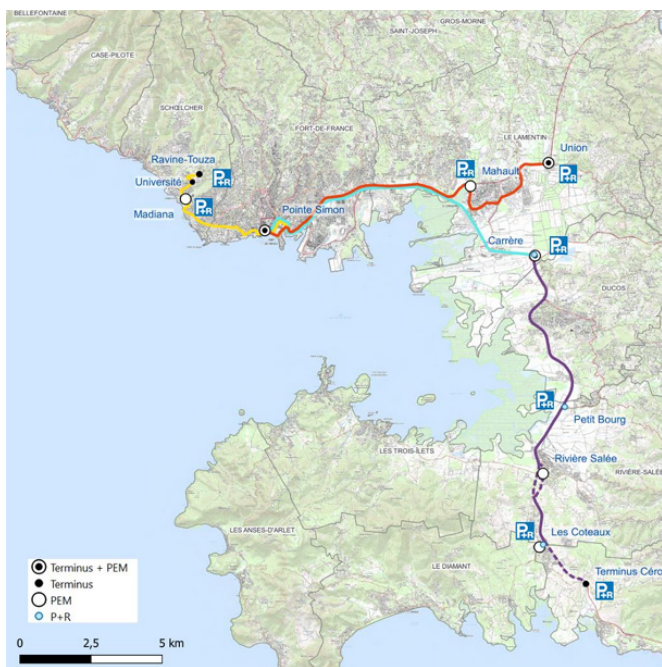 BELLEFONTAINE
GROS-MORNE
SAINT-JOSEPH
CASE-PILOTE
SCHŒLCHER
FORT-DE-FRANCE
LE LAMENTIN
Ravine-Touza
P+R
Université
P+R
Madiana
Pointe Simon
P+R
Mahault
Union
P+R
Carrère
P+R
DUCOS
P+R
Petit Bourg
LES TROIS-ÎLETS
Rivière Salée
RIVIÈRE-SALÉE
LES ANSES-D'ARLET
P+R
Les Coteaux
LE DIAMANT
Terminus Céro
P+R
Terminus + PEM
Terminus
PEM
P+R
0 2,5 5 km